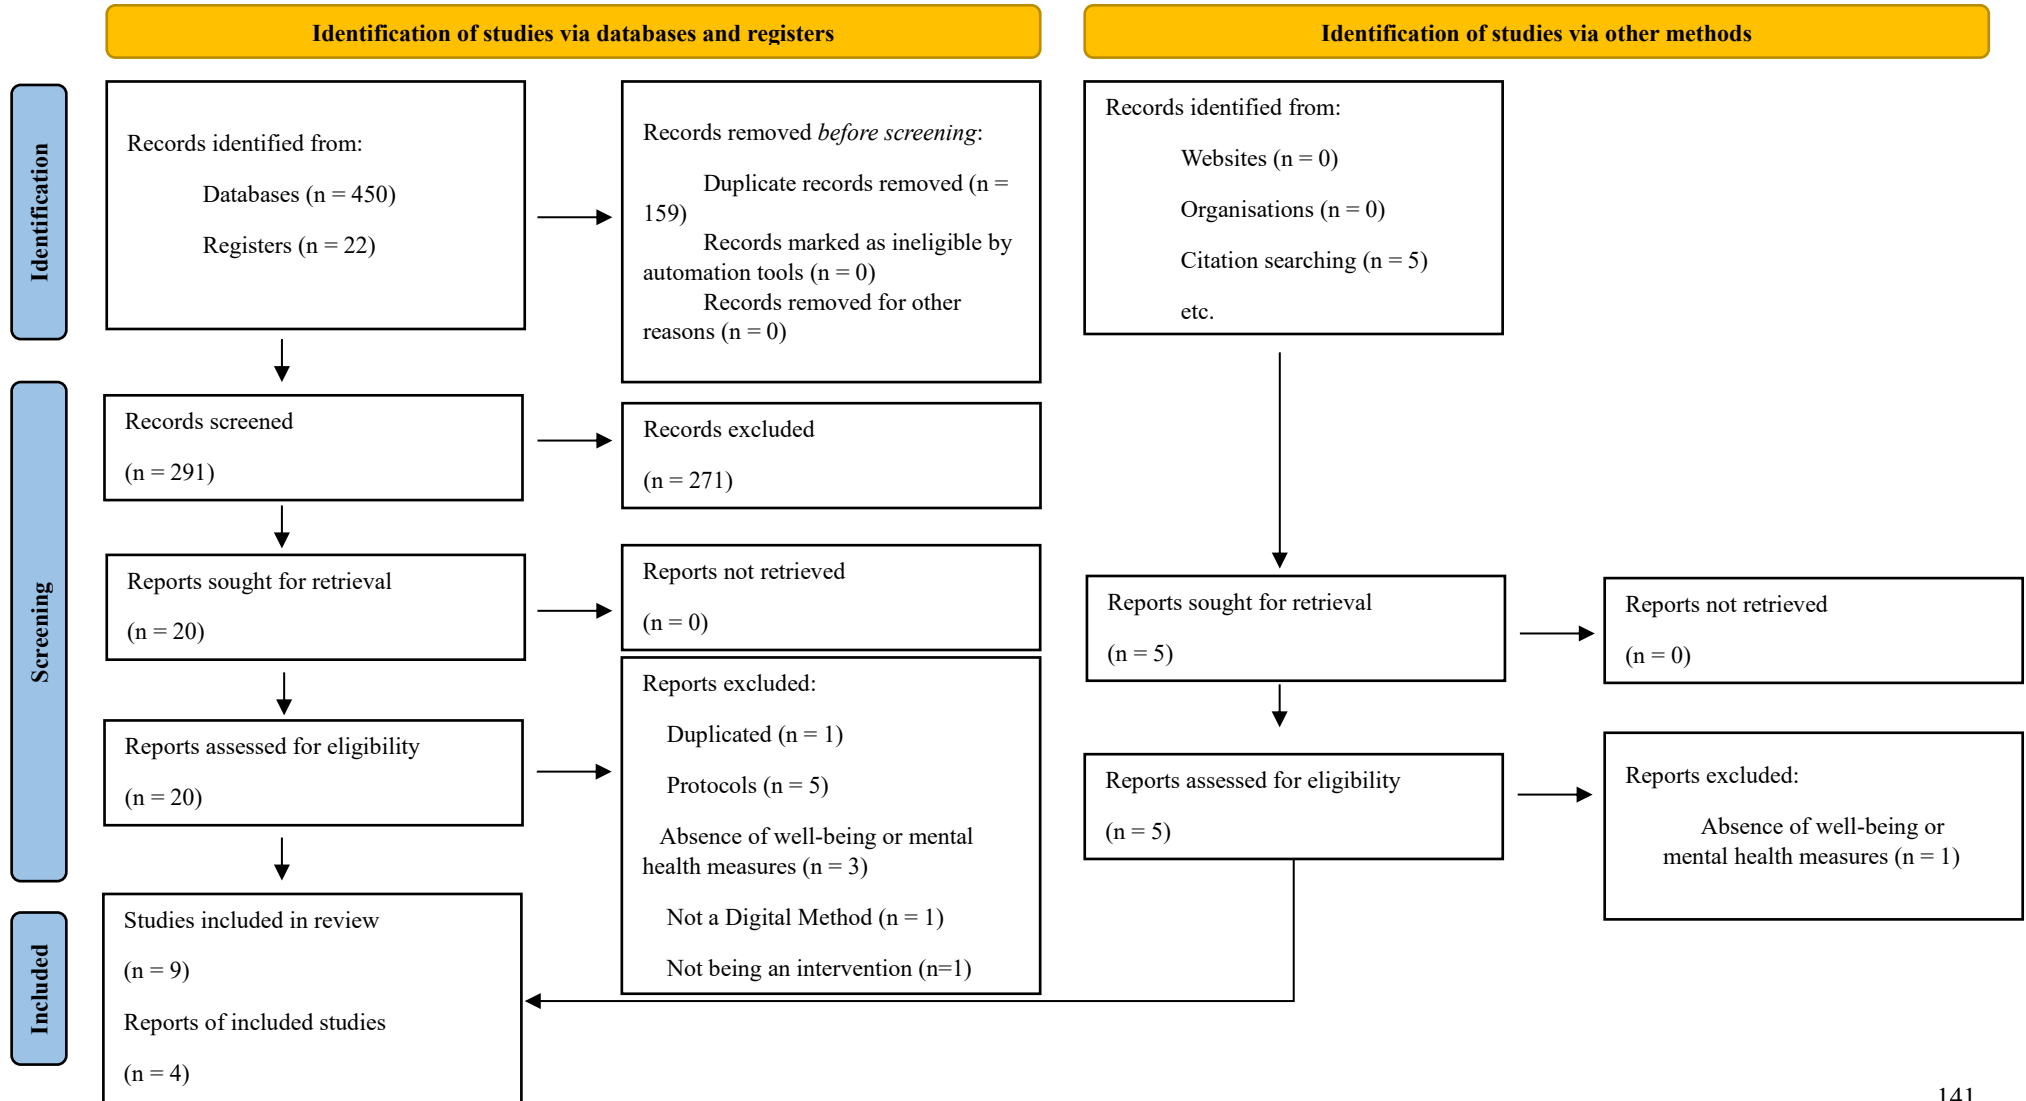 Identification of studies via databases and registers
Identification of studies via other methods
Identification
Records identified from:
Databases (n = 450)
Registers (n = 22)
Records removed before screening:
Duplicate records removed (n =
159)
Records marked as ineligible by
automation tools (n = 0)
Records removed for other
reasons (n = 0)
Records identified from:
Websites (n = 0)
Organisations (n = 0)
Citation searching (n = 5)
etc.
Screening
Records screened
(n = 291)
Records excluded
(n = 271)
Reports sought for retrieval
(n = 20)
Reports not retrieved
(n = 0)
Reports sought for retrieval
(n = 5)
Reports not retrieved
(n = 0)
Reports assessed for eligibility
(n = 20)
Reports excluded:
Duplicated (n = 1)
Protocols (n = 5)
Absence of well-being or mental
health measures (n = 3)
Not a Digital Method (n = 1)
Not being an intervention (n=1)
Reports assessed for eligibility
(n = 5)
Reports excluded:
Absence of well-being or
mental health measures (n = 1)
Included
Studies included in review
(n = 9)
Reports of included studies
(n = 4)
141